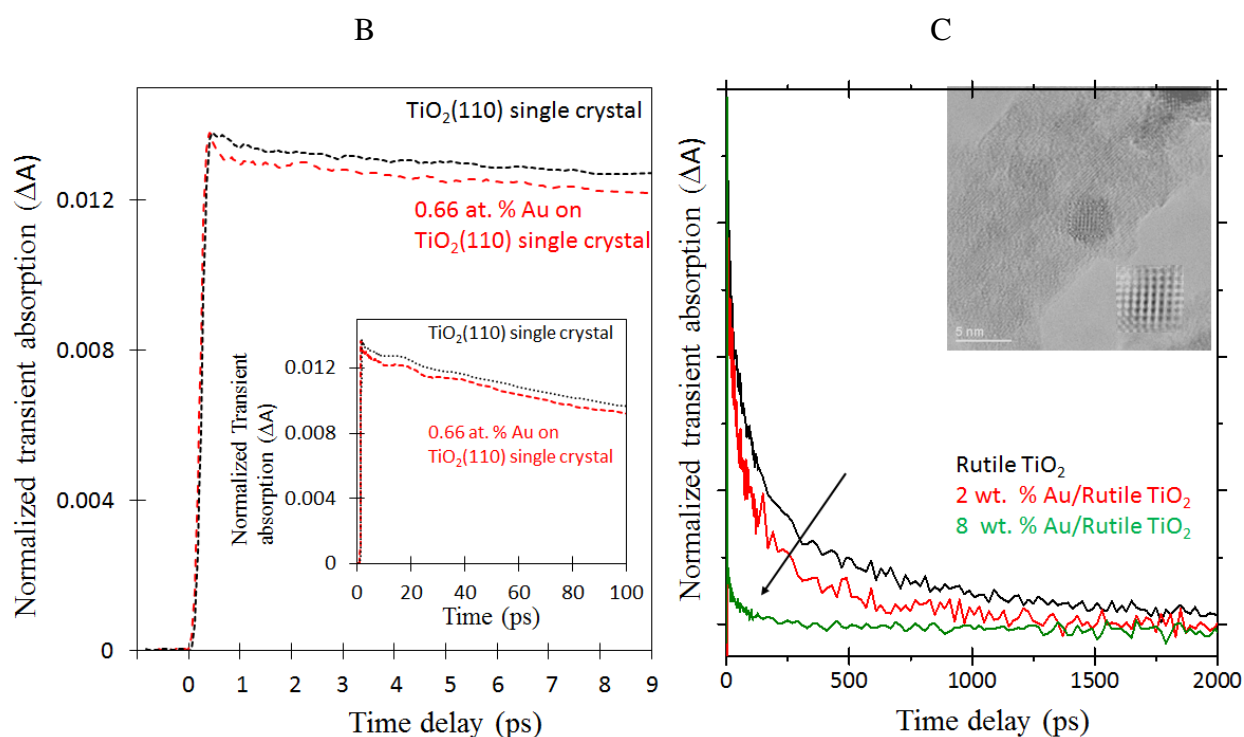 B
C
Normalized transient absorption (ΔA)
0.012
0.008
0.004
0
TiO2(110) single crystal
0.66 at. % Au on
TiO2(110) single crystal
Normalized Transient
absorption (ΔA)
0.012
0.008
0.004
0
TiO2(110) single crystal
0.66 at. % Au on
TiO2(110) single crystal
0 20 40 60 80 100
Time (ps)
0 1 2 3 4 5 6 7 8 9
Time delay (ps)
Normalized transient absorption (ΔA)
5 nm
Rutile TiO2
2 wt. % Au/Rutile TiO2
8 wt. % Au/Rutile TiO2
0 500 1000 1500 2000
Time delay (ps)